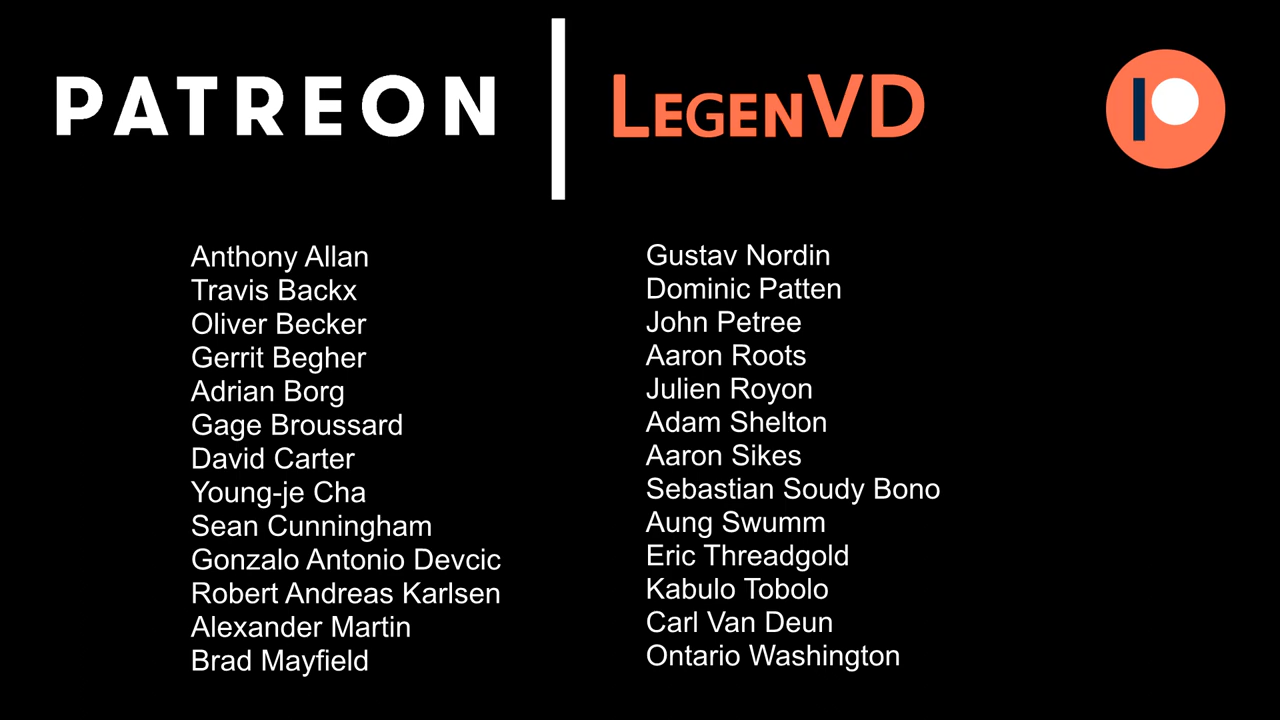 PATREON
LEGENVD
Anthony Allan
Travis Backx
Oliver Becker
Gerrit Begher
Adrian Borg
Gage Broussard
David Carter
Young-je Cha
Sean Cunningham
Gonzalo Antonio Devcic
Robert Andreas Karlsen
Alexander Martin
Brad Mayfield
Gustav Nordin
Dominic Patten
John Petree
Aaron Roots
Julien Royon
Adam Shelton
Aaron Sikes
Sebastian Soudy Bono
Aung Swumm
Eric Threadgold
Kabulo Tobolo
Carl Van Deun
Ontario Washington